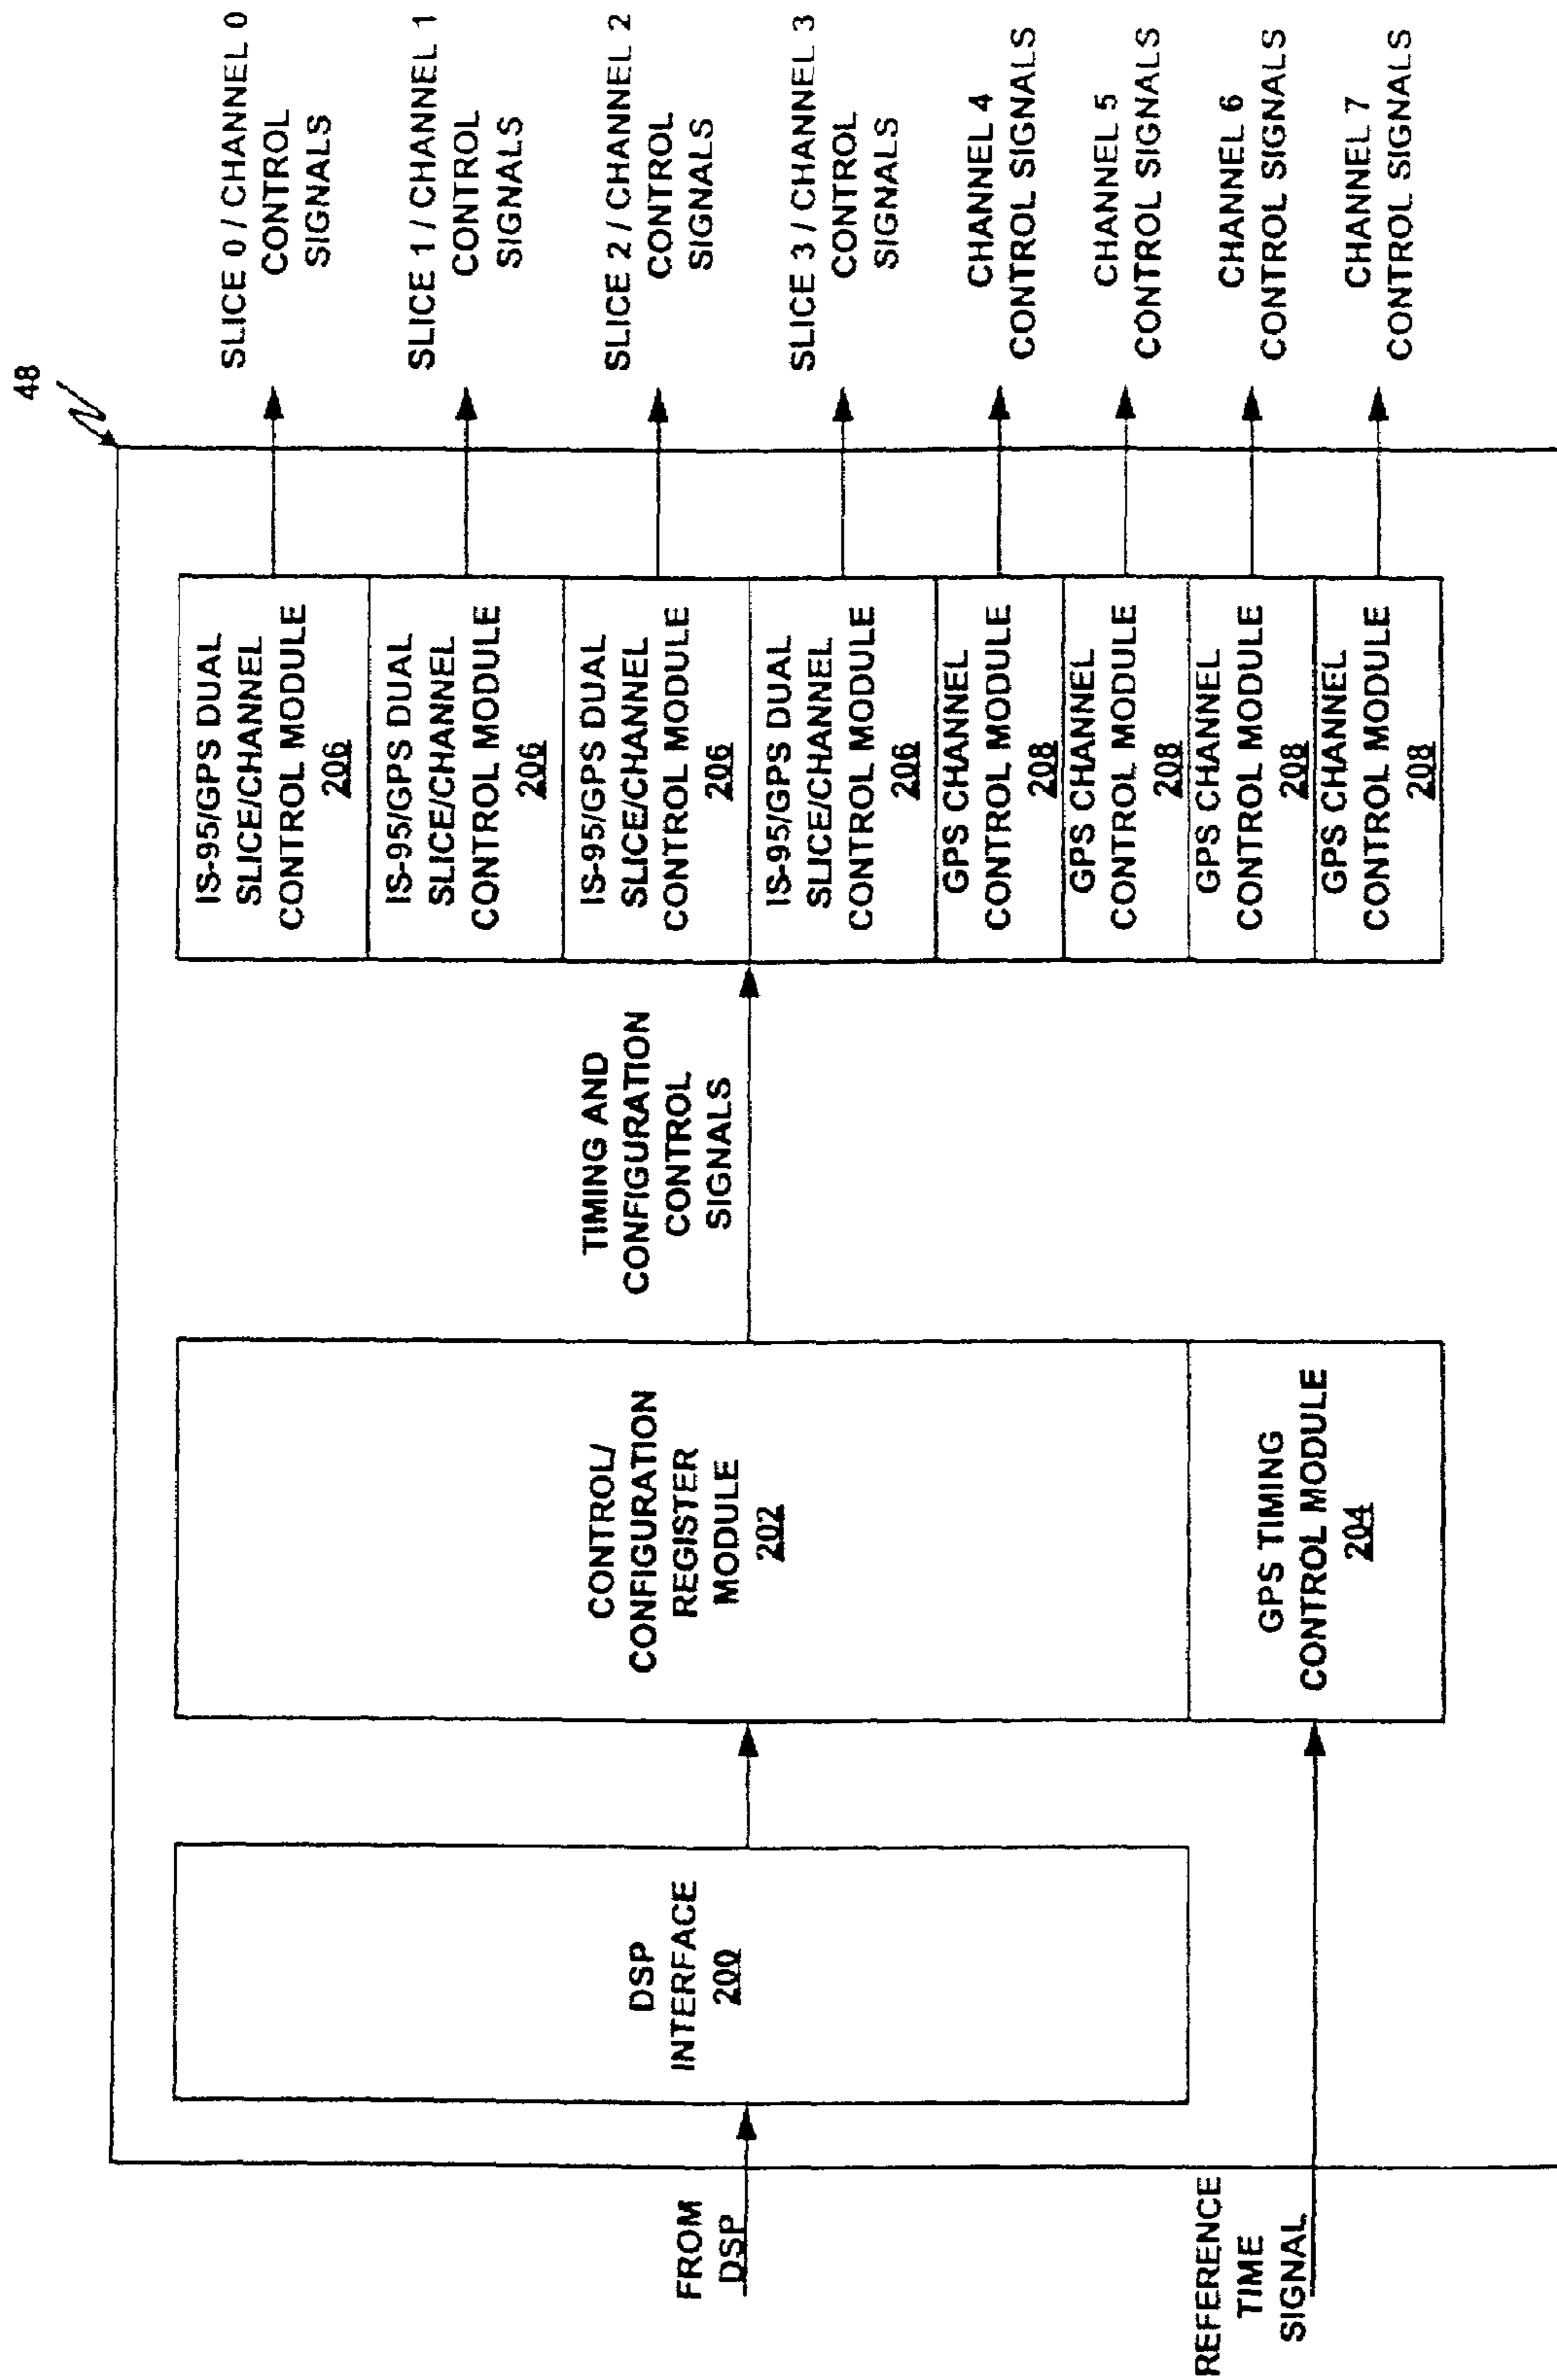 48
FROM
DSP
REFERENCE
TIME
SIGNAL
DSP
INTERFACE
200
CONTROL/
CONFIGURATION
REGISTER
MODULE
202
GPS TIMING
CONTROL MODULE
204
TIMING AND
CONFIGURATION
CONTROL
SIGNALS
IS-95/GPS DUAL
SLICE/CHANNEL
CONTROL MODULE
206
IS-95/GPS DUAL
SLICE/CHANNEL
CONTROL MODULE
206
IS-95/GPS DUAL
SLICE/CHANNEL
CONTROL MODULE
206
IS-95/GPS DUAL
SLICE/CHANNEL
CONTROL MODULE
206
GPS CHANNEL
CONTROL MODULE
208
GPS CHANNEL
CONTROL MODULE
208
GPS CHANNEL
CONTROL MODULE
208
GPS CHANNEL
CONTROL MODULE
208
SLICE 0 / CHANNEL 0
CONTROL
SIGNALS
SLICE 1 / CHANNEL 1
CONTROL
SIGNALS
SLICE 2 / CHANNEL 2
CONTROL
SIGNALS
SLICE 3 / CHANNEL 3
CONTROL
SIGNALS
CHANNEL 4
CONTROL SIGNALS
CHANNEL 5
CONTROL SIGNALS
CHANNEL 6
CONTROL SIGNALS
CHANNEL 7
CONTROL SIGNALS